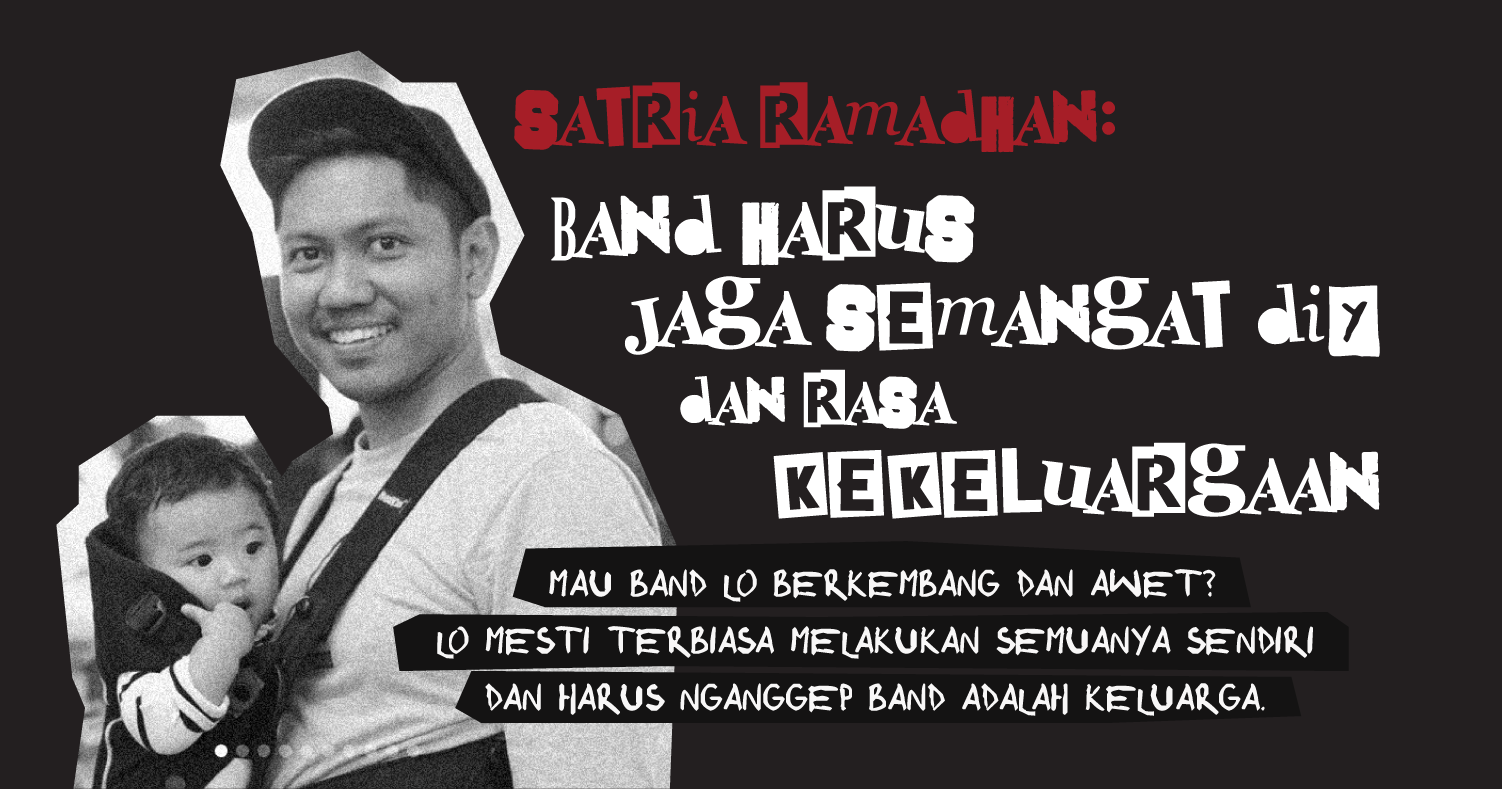 SATRiA RAmAdHAN:
BANd HARuS
JAgA SEmANgAT diY
dAN RASA
KEKELuARgAAN
MAU BAND LO BERKEMBANG DAN AWET?
LO MESTI TERBIASA MELAKUKAN SEMUANYA SENDIRI
DAN HARUS NGANGGEP BAND ADALAH KELUARGA.